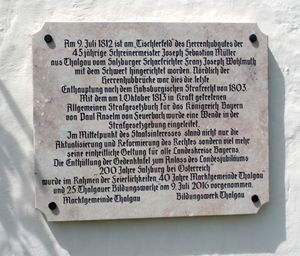 Am 9. Juli 1812 ist am „Tischlerfeld“ des Herrenhubgutes der
45 jährige Schreinermeister Joseph Sebastian Müller
aus Thalgau vom Salzburger Scharfrichter Franz Joseph Wohlmuth
mit dem Schwert hingerichtet worden. Nördlich der
Herrenhubbrücke war dies die letzte
Enthauptung nach dem Habsburgischen Strafrecht von 1803.
Mit dem am 1. Oktober 1813 in Kraft getretenen
Allgemeinen Strafgesetzbuch für das Königreich Bayern
von Paul Anselm von Feuerbach wurde eine Wende in der
Strafgesetzgebung eingeleitet.
Im Mittelpunkt des Staatsinteresses stand nicht nur die
Aktualisierung und Reformierung des Rechtes sondern viel mehr
seine einheitliche Geltung für alle Landeskreise Bayerns.
Die Enthüllung der Gedenktafel zum Anlass des Landesjubiläums
200 Jahre Salzburg bei Österreich
wurde im Rahmen der Feierlichkeiten „40 Jahre Marktgemeinde Thalgau“
und 25. Thalgauer Bildungswoche am 9. Juli 2016 vorgenommen.
Marktgemeinde Thalgau Bildungswerk Thalgau